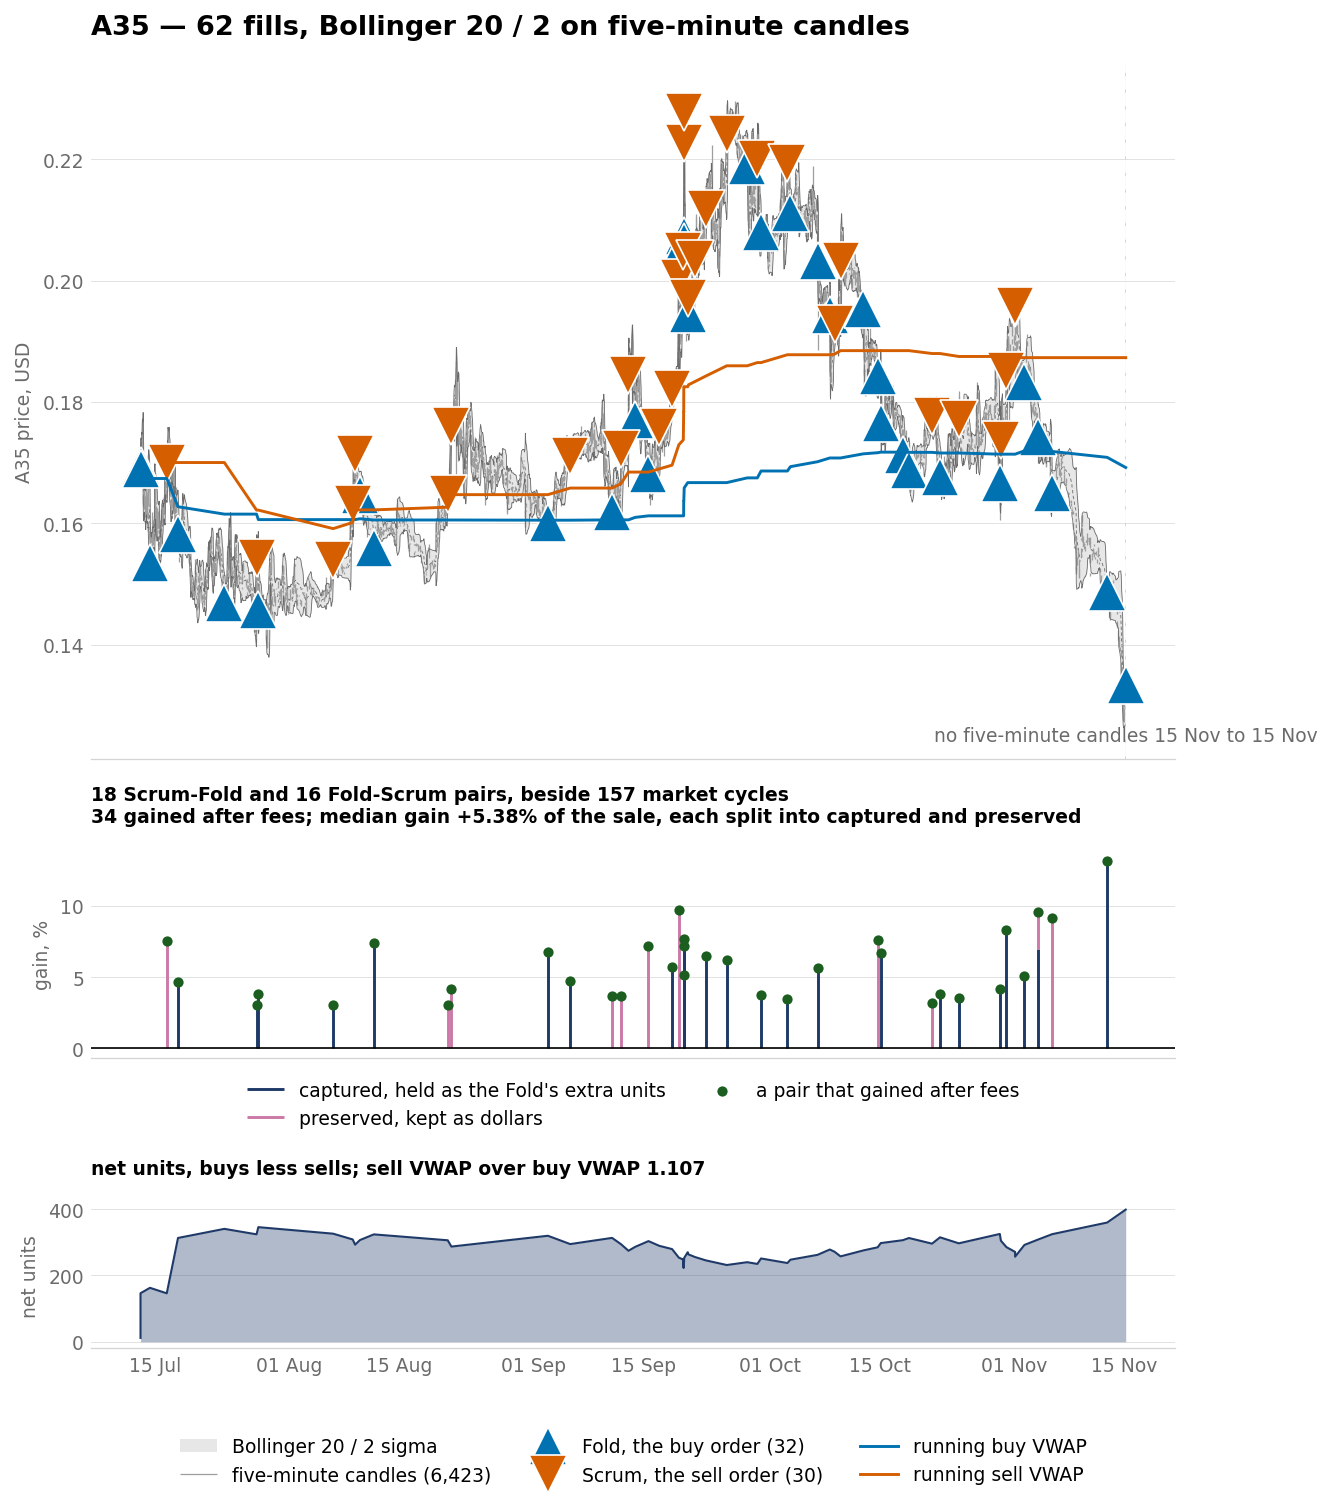 A35 — 62 fills, Bollinger 20 / 2 on five-minute candles
0.22
0.20
0.18
0.16
0.14
A35 price, USD
no five-minute candles 15 Nov to 15 Nov
18 Scrum-Fold and 16 Fold-Scrum pairs, beside 157 market cycles
34 gained after fees; median gain +5.38% of the sale, each split into captured and preserved
10
5
0
gain, %
captured, held as the Fold's extra units
a pair that gained after fees
preserved, kept as dollars
net units, buys less sells; sell VWAP over buy VWAP 1.107
400
200
0
net units
15 Jul
01 Aug
15 Aug
01 Sep
15 Sep
01 Oct
15 Oct
01 Nov
15 Nov
Bollinger 20 / 2 sigma
Fold, the buy order (32)
running buy VWAP
five-minute candles (6,423)
Scrum, the sell order (30)
running sell VWAP